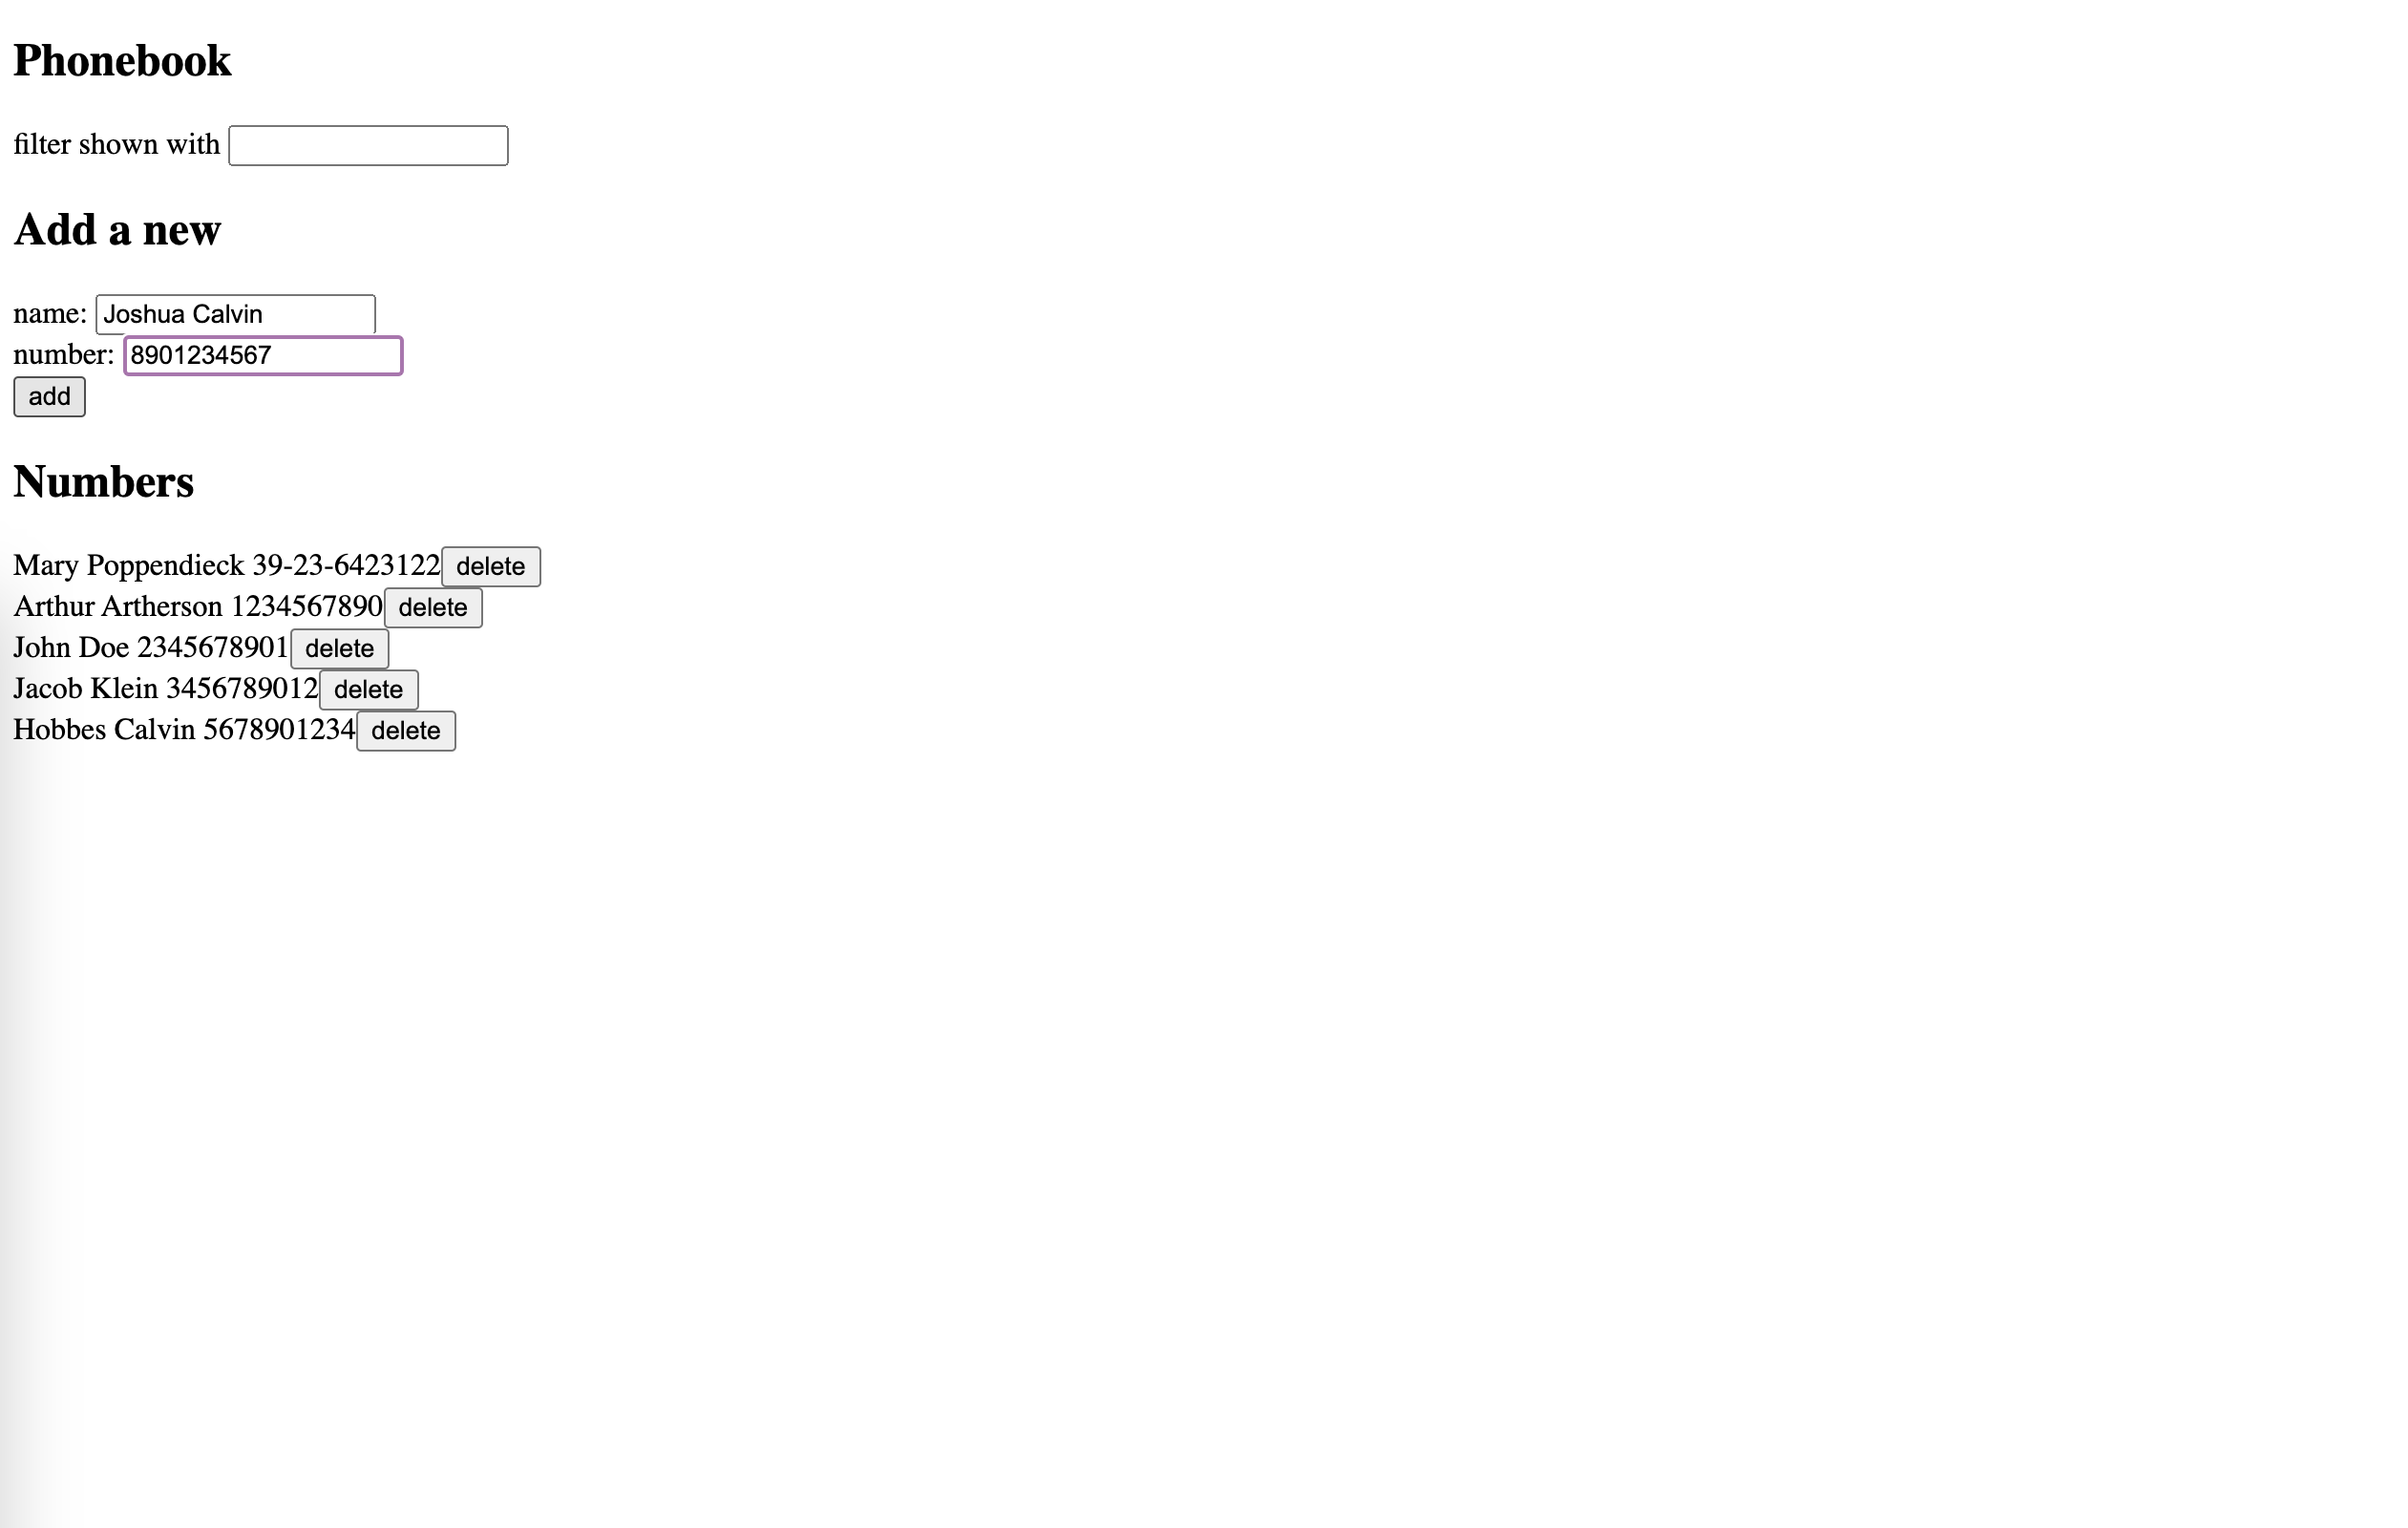 Phonebook
filter shown with
Add a new
name: Joshua Calvin
number: 8901234567
add
Numbers
Mary Poppendieck 39-23-6423122 delete
Arthur Artherson 1234567890 delete
John Doe 2345678901 delete
Jacob Klein 3456789012 delete
Hobbes Calvin 5678901234 delete